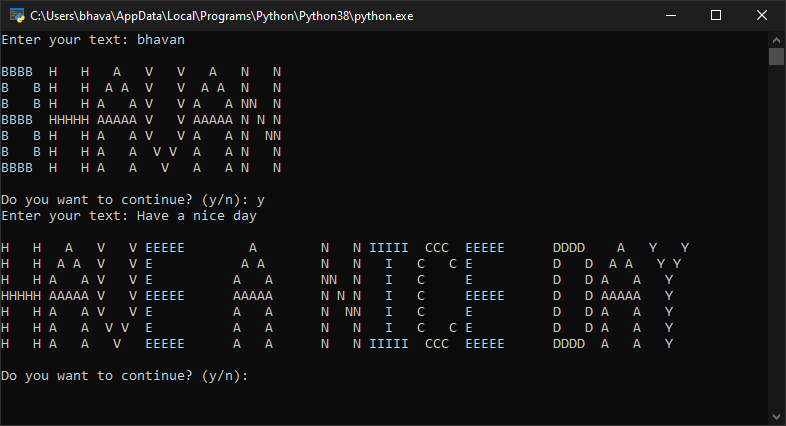 C:\Users\bhava\AppData\Local\Programs\Python\Python38\python.exe
Enter your text: bhavan
BBBB  H   H   A   V   V   A   N   N
B   B H   H  A A  V   V  A A  N   N
B   B H   H A   A V   V A   A NN  N
BBBB  HHHHH AAAAA V   V AAAAA N N N
B   B H   H A   A V   V A   A N  NN
B   B H   H A   A  V V  A   A N   N
BBBB  H   H A   A   V   A   A N   N
Do you want to continue? (y/n): y
Enter your text: Have a nice day
H   H   A   V   V EEEEE        A        N   N IIIII  CCC  EEEEE      DDDD    A   Y   Y
H   H  A A  V   V E           A A       N   N   I   C   C E          D   D  A A   Y Y
H   H A   A V   V E          A   A      NN  N   I   C     E          D   D A   A   Y
HHHHH AAAAA V   V EEEEE      AAAAA      N N N   I   C     EEEEE      D   D AAAAA   Y
H   H A   A V   V E          A   A      N  NN   I   C     E          D   D A   A   Y
H   H A   A  V V  E          A   A      N   N   I   C   C E          D   D A   A   Y
H   H A   A   V   EEEEE      A   A      N   N IIIII  CCC  EEEEE      DDDD  A   A   Y
Do you want to continue? (y/n):